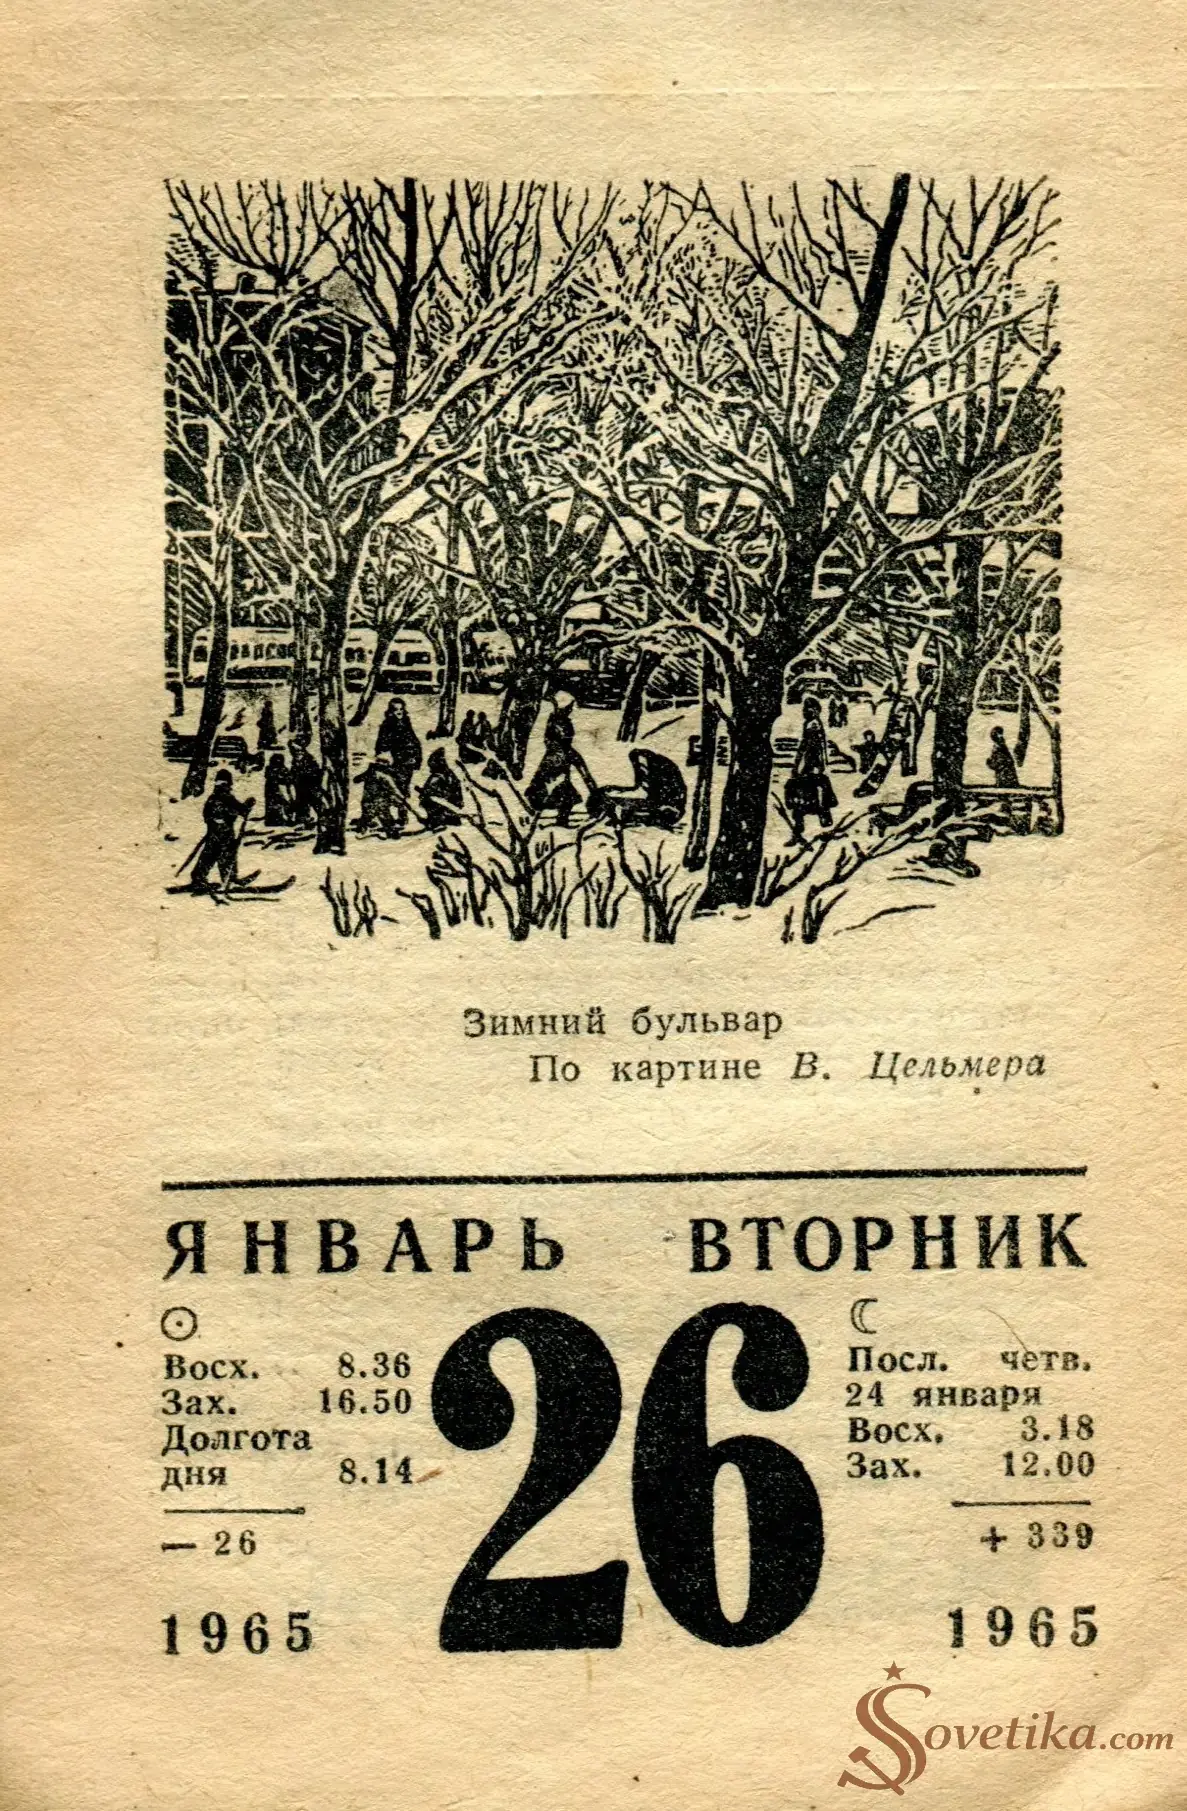 Зимний бульвар
По картине В. Цельмера
ЯНВАРЬ ВТОРНИК
26
Восх. 8.36
Зах. 16.50
Долгота
дня 8.14
— 26
1965
Посл. четв.
24 января
Восх. 3.18
Зах. 12.00
+ 339
1965
Sovetika.com